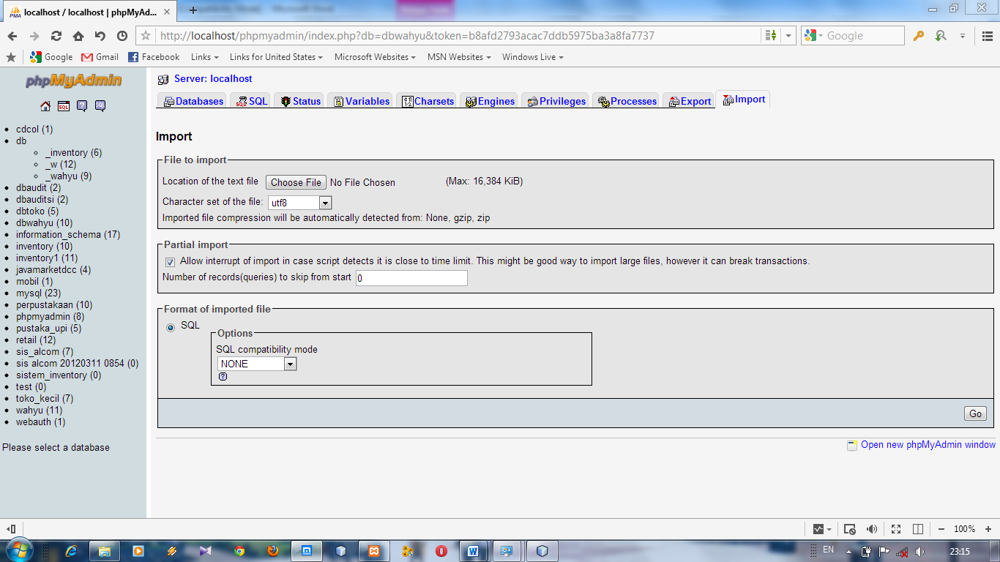 localhost / localhost | phpMyAd...
http://localhost/phpmyadmin/index.php?db=dbwahyu&token=b8afd2793acac7ddb5975ba3a8fa7737
Google
Google
Gmail
Facebook
Links
Links for United States
Microsoft Websites
MSN Websites
Windows Live
phpMyAdmin
SQL
cdcol (1)
db
_inventory (6)
_w (12)
_wahyu (9)
dbaudit (2)
dbauditsi (2)
dbtoko (5)
dbwahyu (10)
information_schema (17)
inventory (10)
inventory1 (11)
javamarketdcc (4)
mobil (1)
mysql (23)
perpustakaan (10)
phpmyadmin (8)
pustaka_upi (5)
retail (12)
sis_alcom (7)
sis alcom 20120311 0854 (0)
sistem_inventory (0)
test (0)
toko_kecil (7)
wahyu (11)
webauth (1)
Please select a database
Server: localhost
Databases
SQL
Status
Variables
Charsets
Engines
Privileges
Processes
Export
Import
Import
File to import
Location of the text file Choose File No File Chosen (Max: 16,384 KiB)
Character set of the file: utf8
Imported file compression will be automatically detected from: None, gzip, zip
Partial import
Allow interrupt of import in case script detects it is close to time limit. This might be good way to import large files, however it can break transactions.
Number of records(queries) to skip from start 0
Format of imported file
SQL
Options
SQL compatibility mode
NONE
Go
Open new phpMyAdmin window
100%
EN
23:15